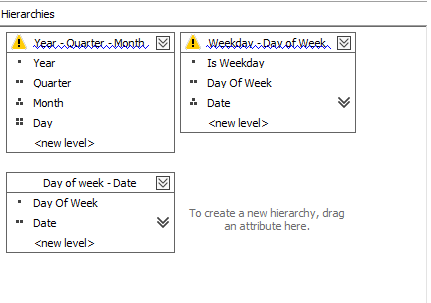 Hierarchies
Year - Quarter - Month
Year
Quarter
Month
Day
<new level>
Weekday - Day of Week
Is Weekday
Day Of Week
Date
<new level>
Day of week - Date
Day Of Week
Date
<new level>
To create a new hierarchy, drag
an attribute here.